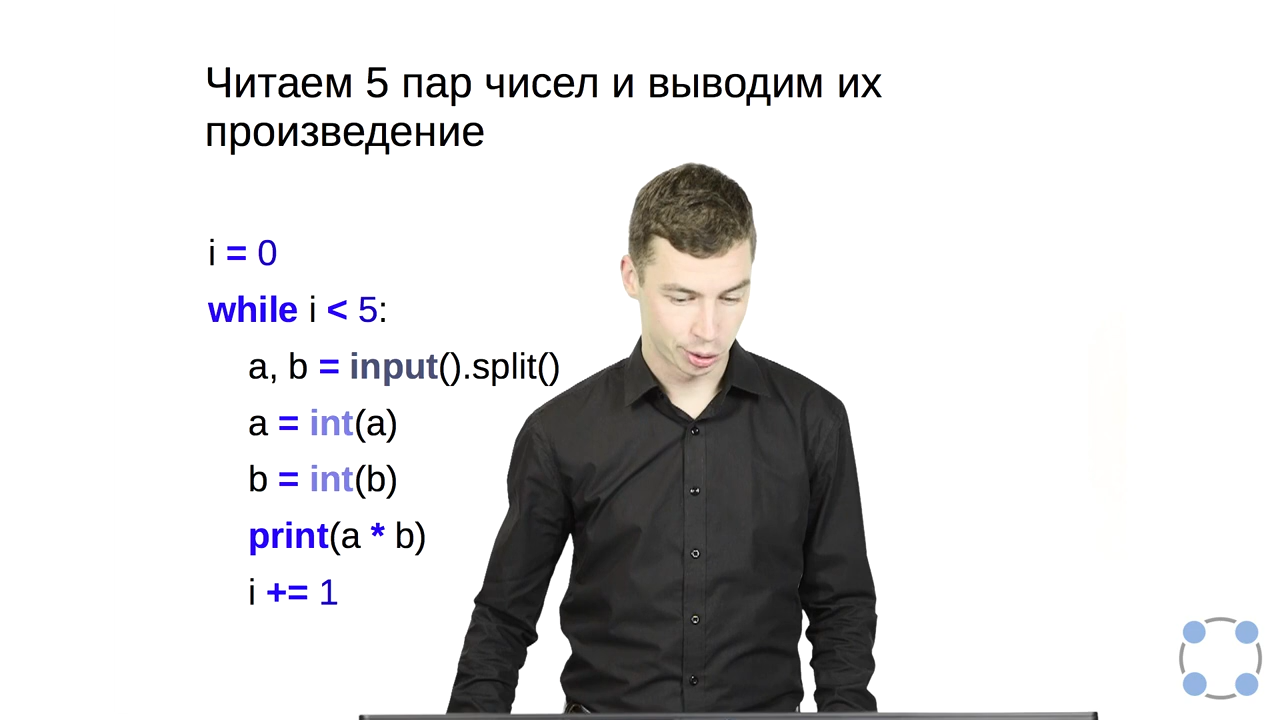 Читаем 5 пар чисел и выводим их
произведение
i = 0
while i < 5:
a, b = input().split()
a = int(a)
b = int(b)
print(a * b)
i += 1